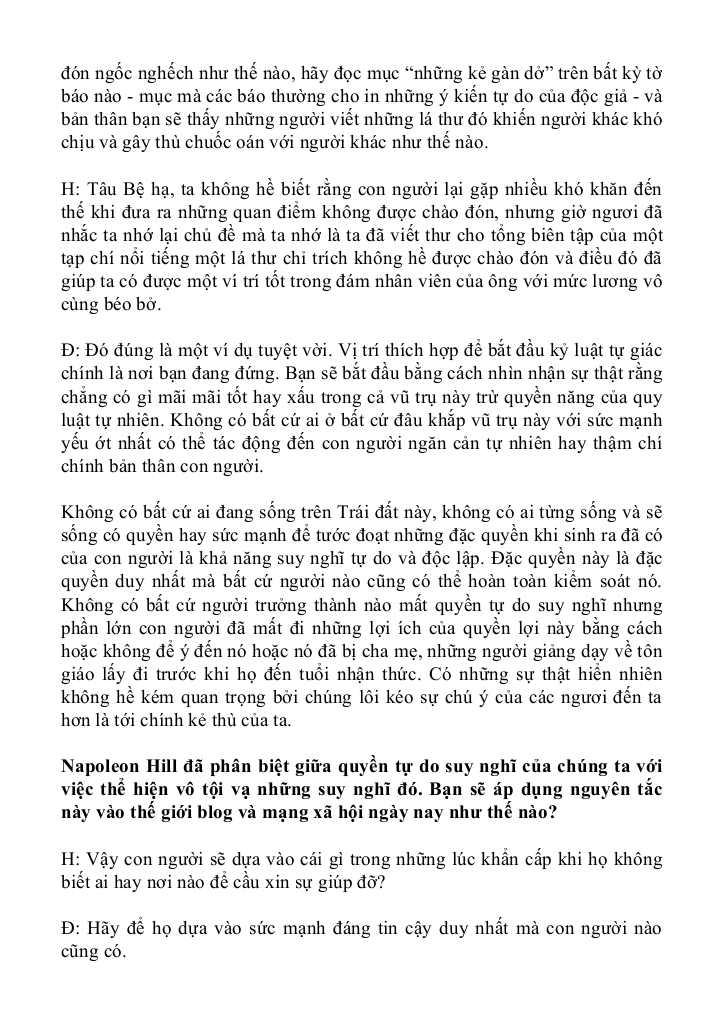 đón ngốc nghếch như thế nào, hãy đọc mục “những kẻ gàn dở” trên bất kỳ tờ
báo nào - mục mà các báo thường cho in những ý kiến tự do của độc giả - và
bản thân bạn sẽ thấy những người viết những lá thư đó khiến người khác khó
chịu và gây thù chuốc oán với người khác như thế nào.
H: Tâu Bệ hạ, ta không hề biết rằng con người lại gặp nhiều khó khăn đến
thế khi đưa ra những quan điểm không được chào đón, nhưng giờ ngươi đã
nhắc ta nhớ lại chủ đề mà ta nhớ là ta đã viết thư cho tổng biên tập của một
tạp chí nổi tiếng một lá thư chỉ trích không hề được chào đón và điều đó đã
giúp ta có được một ví trí tốt trong đám nhân viên của ông với mức lương vô
cùng béo bở.
Đ: Đó đúng là một ví dụ tuyệt vời. Vị trí thích hợp để bắt đầu kỷ luật tự giác
chính là nơi bạn đang đứng. Bạn sẽ bắt đầu bằng cách nhìn nhận sự thật rằng
chẳng có gì mãi mãi tốt hay xấu trong cả vũ trụ này trừ quyền năng của quy
luật tự nhiên. Không có bất cứ ai ở bất cứ đâu khắp vũ trụ này với sức mạnh
yếu ớt nhất có thể tác động đến con người ngăn cản tự nhiên hay thậm chí
chính bản thân con người.
Không có bất cứ ai đang sống trên Trái đất này, không có ai từng sống và sẽ
sống có quyền hay sức mạnh để tước đoạt những đặc quyền khi sinh ra đã có
của con người là khả năng suy nghĩ tự do và độc lập. Đặc quyền này là đặc
quyền duy nhất mà bất cứ người nào cũng có thể hoàn toàn kiểm soát nó.
Không có bất cứ người trưởng thành nào mất quyền tự do suy nghĩ nhưng
phần lớn con người đã mất đi những lợi ích của quyền lợi này bằng cách
hoặc không để ý đến nó hoặc nó đã bị cha mẹ, những người giảng dạy về tôn
giáo lấy đi trước khi họ đến tuổi nhận thức. Có những sự thật hiển nhiên
không hề kém quan trọng bởi chúng lôi kéo sự chú ý của các ngươi đến ta
hơn là tới chính kẻ thù của ta.
Napoleon Hill đã phân biệt giữa quyền tự do suy nghĩ của chúng ta với
việc thể hiện vô tội vạ những suy nghĩ đó. Bạn sẽ áp dụng nguyên tắc
này vào thế giới blog và mạng xã hội ngày nay như thế nào?
H: Vậy con người sẽ dựa vào cái gì trong những lúc khẩn cấp khi họ không
biết ai hay nơi nào để cầu xin sự giúp đỡ?
Đ: Hãy để họ dựa vào sức mạnh đáng tin cậy duy nhất mà con người nào
cũng có.